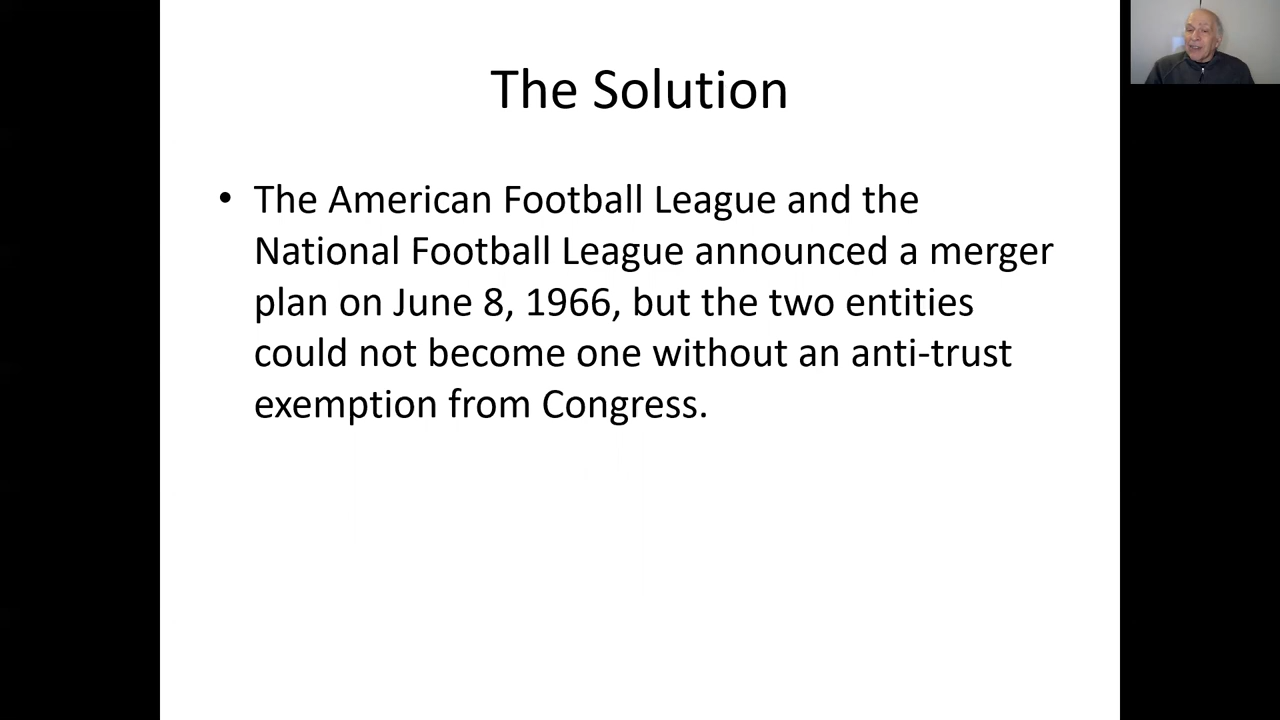 The Solution
• The American Football League and the
National Football League announced a merger
plan on June 8, 1966, but the two entities
could not become one without an anti-trust
exemption from Congress.